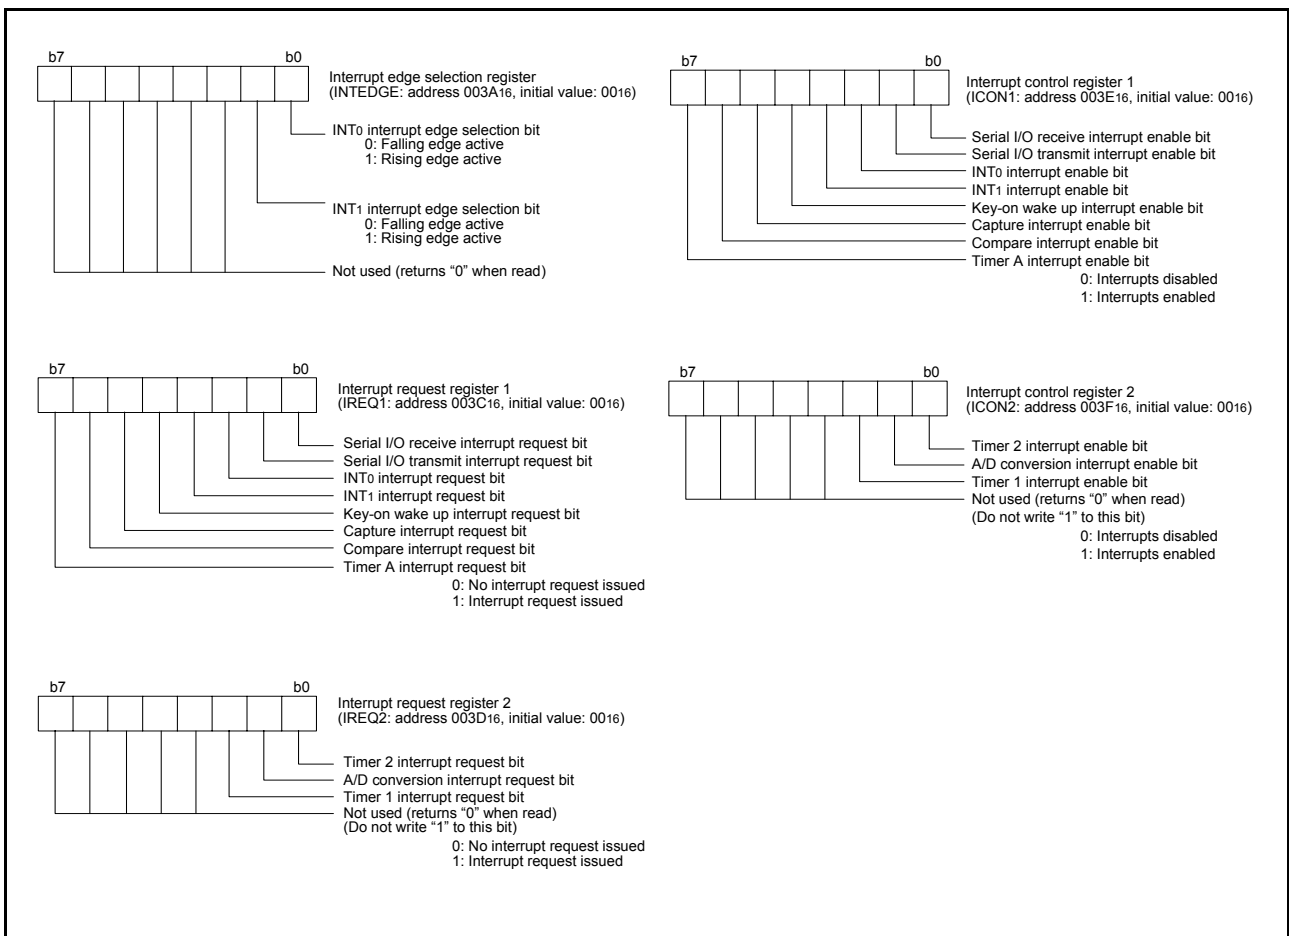 b7 b0
Interrupt edge selection register
(INTEDGE: address 003A16, initial value: 0016)
INT0 interrupt edge selection bit
0: Falling edge active
1: Rising edge active
INT1 interrupt edge selection bit
0: Falling edge active
1: Rising edge active
Not used (returns “0” when read)
b7 b0
Interrupt request register 1
(IREQ1: address 003C16, initial value: 0016)
Serial I/O receive interrupt request bit
Serial I/O transmit interrupt request bit
INT0 interrupt request bit
INT1 interrupt request bit
Key-on wake up interrupt request bit
Capture interrupt request bit
Compare interrupt request bit
Timer A interrupt request bit
0: No interrupt request issued
1: Interrupt request issued
b7 b0
Interrupt request register 2
(IREQ2: address 003D16, initial value: 0016)
Timer 2 interrupt request bit
A/D conversion interrupt request bit
Timer 1 interrupt request bit
Not used (returns “0” when read)
(Do not write “1” to this bit)
0: No interrupt request issued
1: Interrupt request issued
b7 b0
Interrupt control register 1
(ICON1: address 003E16, initial value: 0016)
Serial I/O receive interrupt enable bit
Serial I/O transmit interrupt enable bit
INT0 interrupt enable bit
INT1 interrupt enable bit
Key-on wake up interrupt enable bit
Capture interrupt enable bit
Compare interrupt enable bit
Timer A interrupt enable bit
0: Interrupts disabled
1: Interrupts enabled
b7 b0
Interrupt control register 2
(ICON2: address 003F16, initial value: 0016)
Timer 2 interrupt enable bit
A/D conversion interrupt enable bit
Timer 1 interrupt enable bit
Not used (returns “0” when read)
(Do not write “1” to this bit)
0: Interrupts disabled
1: Interrupts enabled